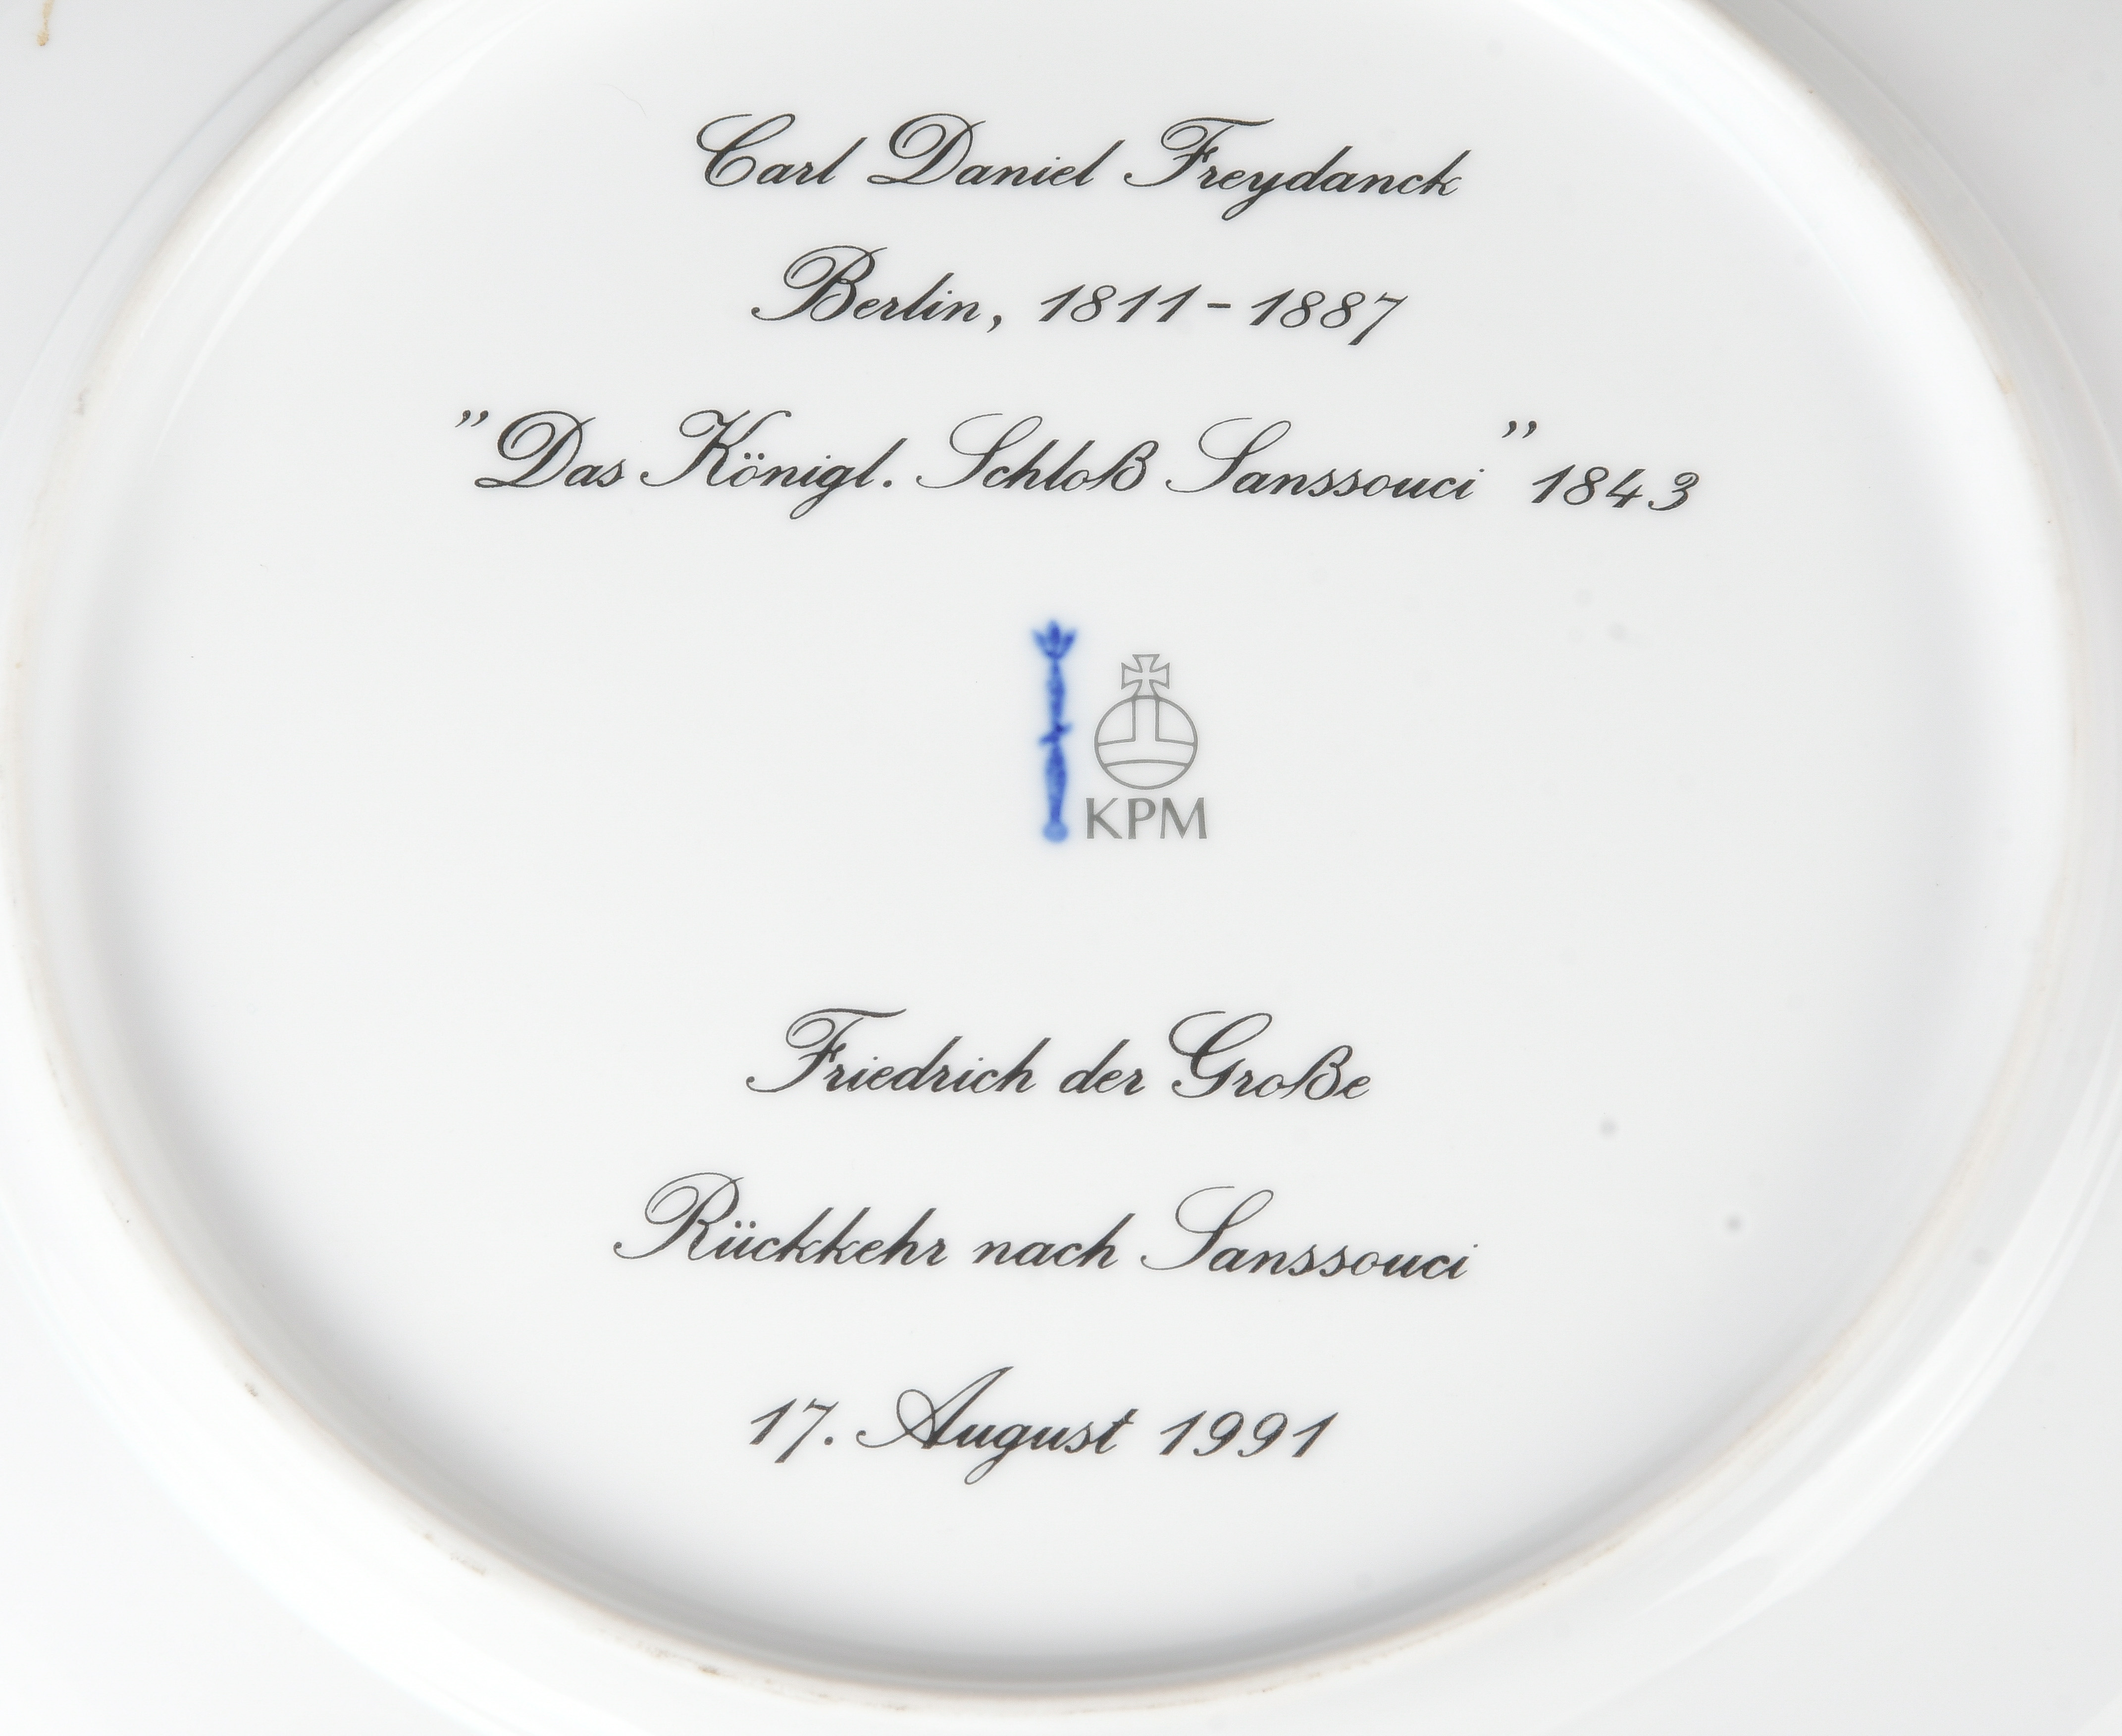 Carl Daniel Freydanck
Berlin, 1811-1887
"Das Königl. Schloß Sanssouci" 1843
KPM
Friedrich der Große
Rückkehr nach Sanssouci
17. August 1991